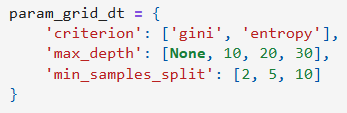 param_grid_dt = {
    'criterion': ['gini', 'entropy'],
    'max_depth': [None, 10, 20, 30],
    'min_samples_split': [2, 5, 10]
}